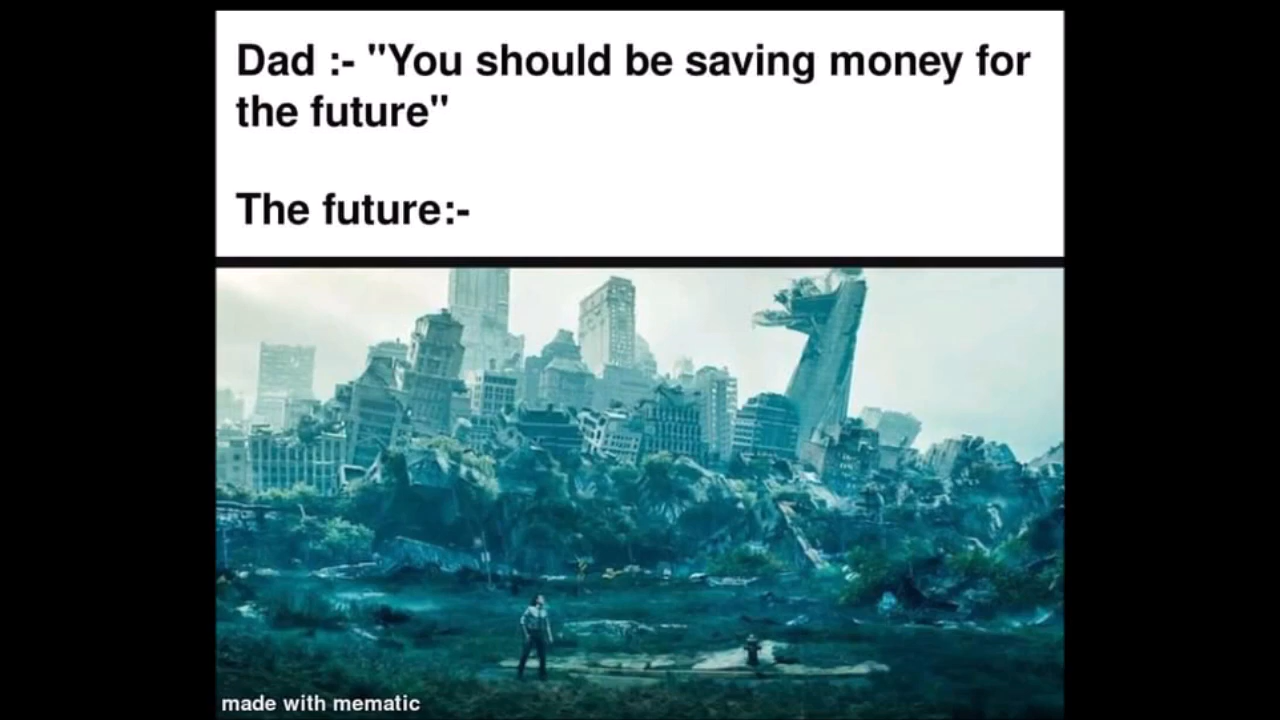 Dad :- "You should be saving money for
the future"
The future:-
made with mematic